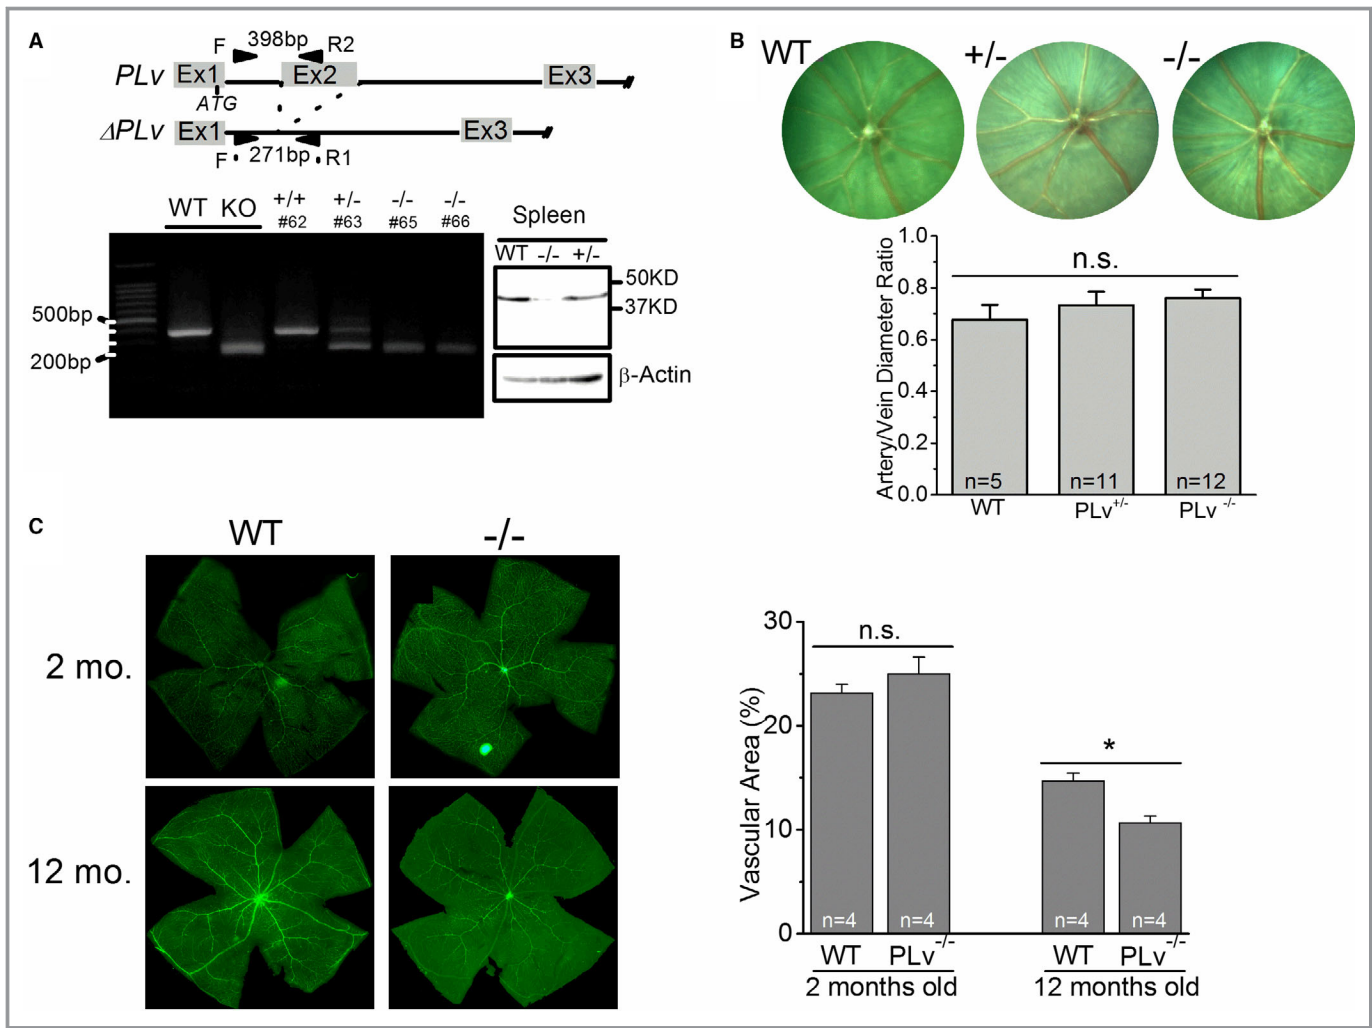 A
F 398bp R2
PLv Ex1 Ex2 Ex3
ATG
ΔPLv Ex1 Ex3
F 271bp R1
WT KO +/+ +/- -/- -/-
#62 #63 #65 #66
500bp
200bp
Spleen
WT -/- +/-
50KD
37KD
β-Actin
B
WT +/- -/-
Artery/Vein Diameter Ratio
1.0
0.8
0.6
0.4
0.2
0.0
n.s.
n=5 n=11 n=12
WT PLv+/- PLv -/-
C
WT -/-
2 mo.
12 mo.
Vascular Area (%)
30
20
10
0
n.s.
*
n=4 n=4 n=4 n=4
WT PLv-/- WT PLv-/-
2 months old 12 months old